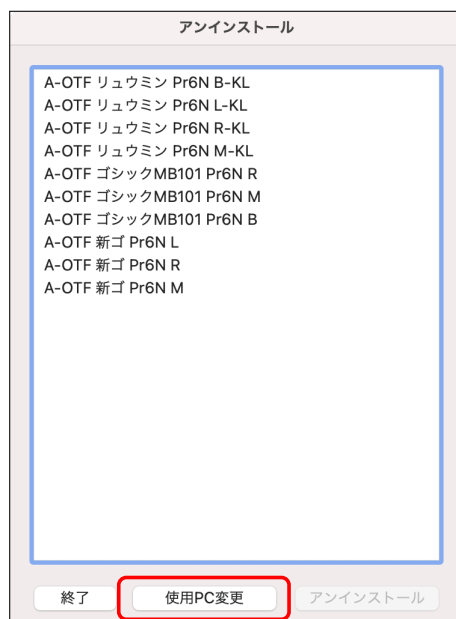 アンインストール
A-OTF リュウミン Pr6N B-KL
A-OTF リュウミン Pr6N L-KL
A-OTF リュウミン Pr6N R-KL
A-OTF リュウミン Pr6N M-KL
A-OTF ゴシックMB101 Pr6N R
A-OTF ゴシックMB101 Pr6N M
A-OTF ゴシックMB101 Pr6N B
A-OTF 新ゴ Pr6N L
A-OTF 新ゴ Pr6N R
A-OTF 新ゴ Pr6N M
終了 使用PC変更 アンインストール